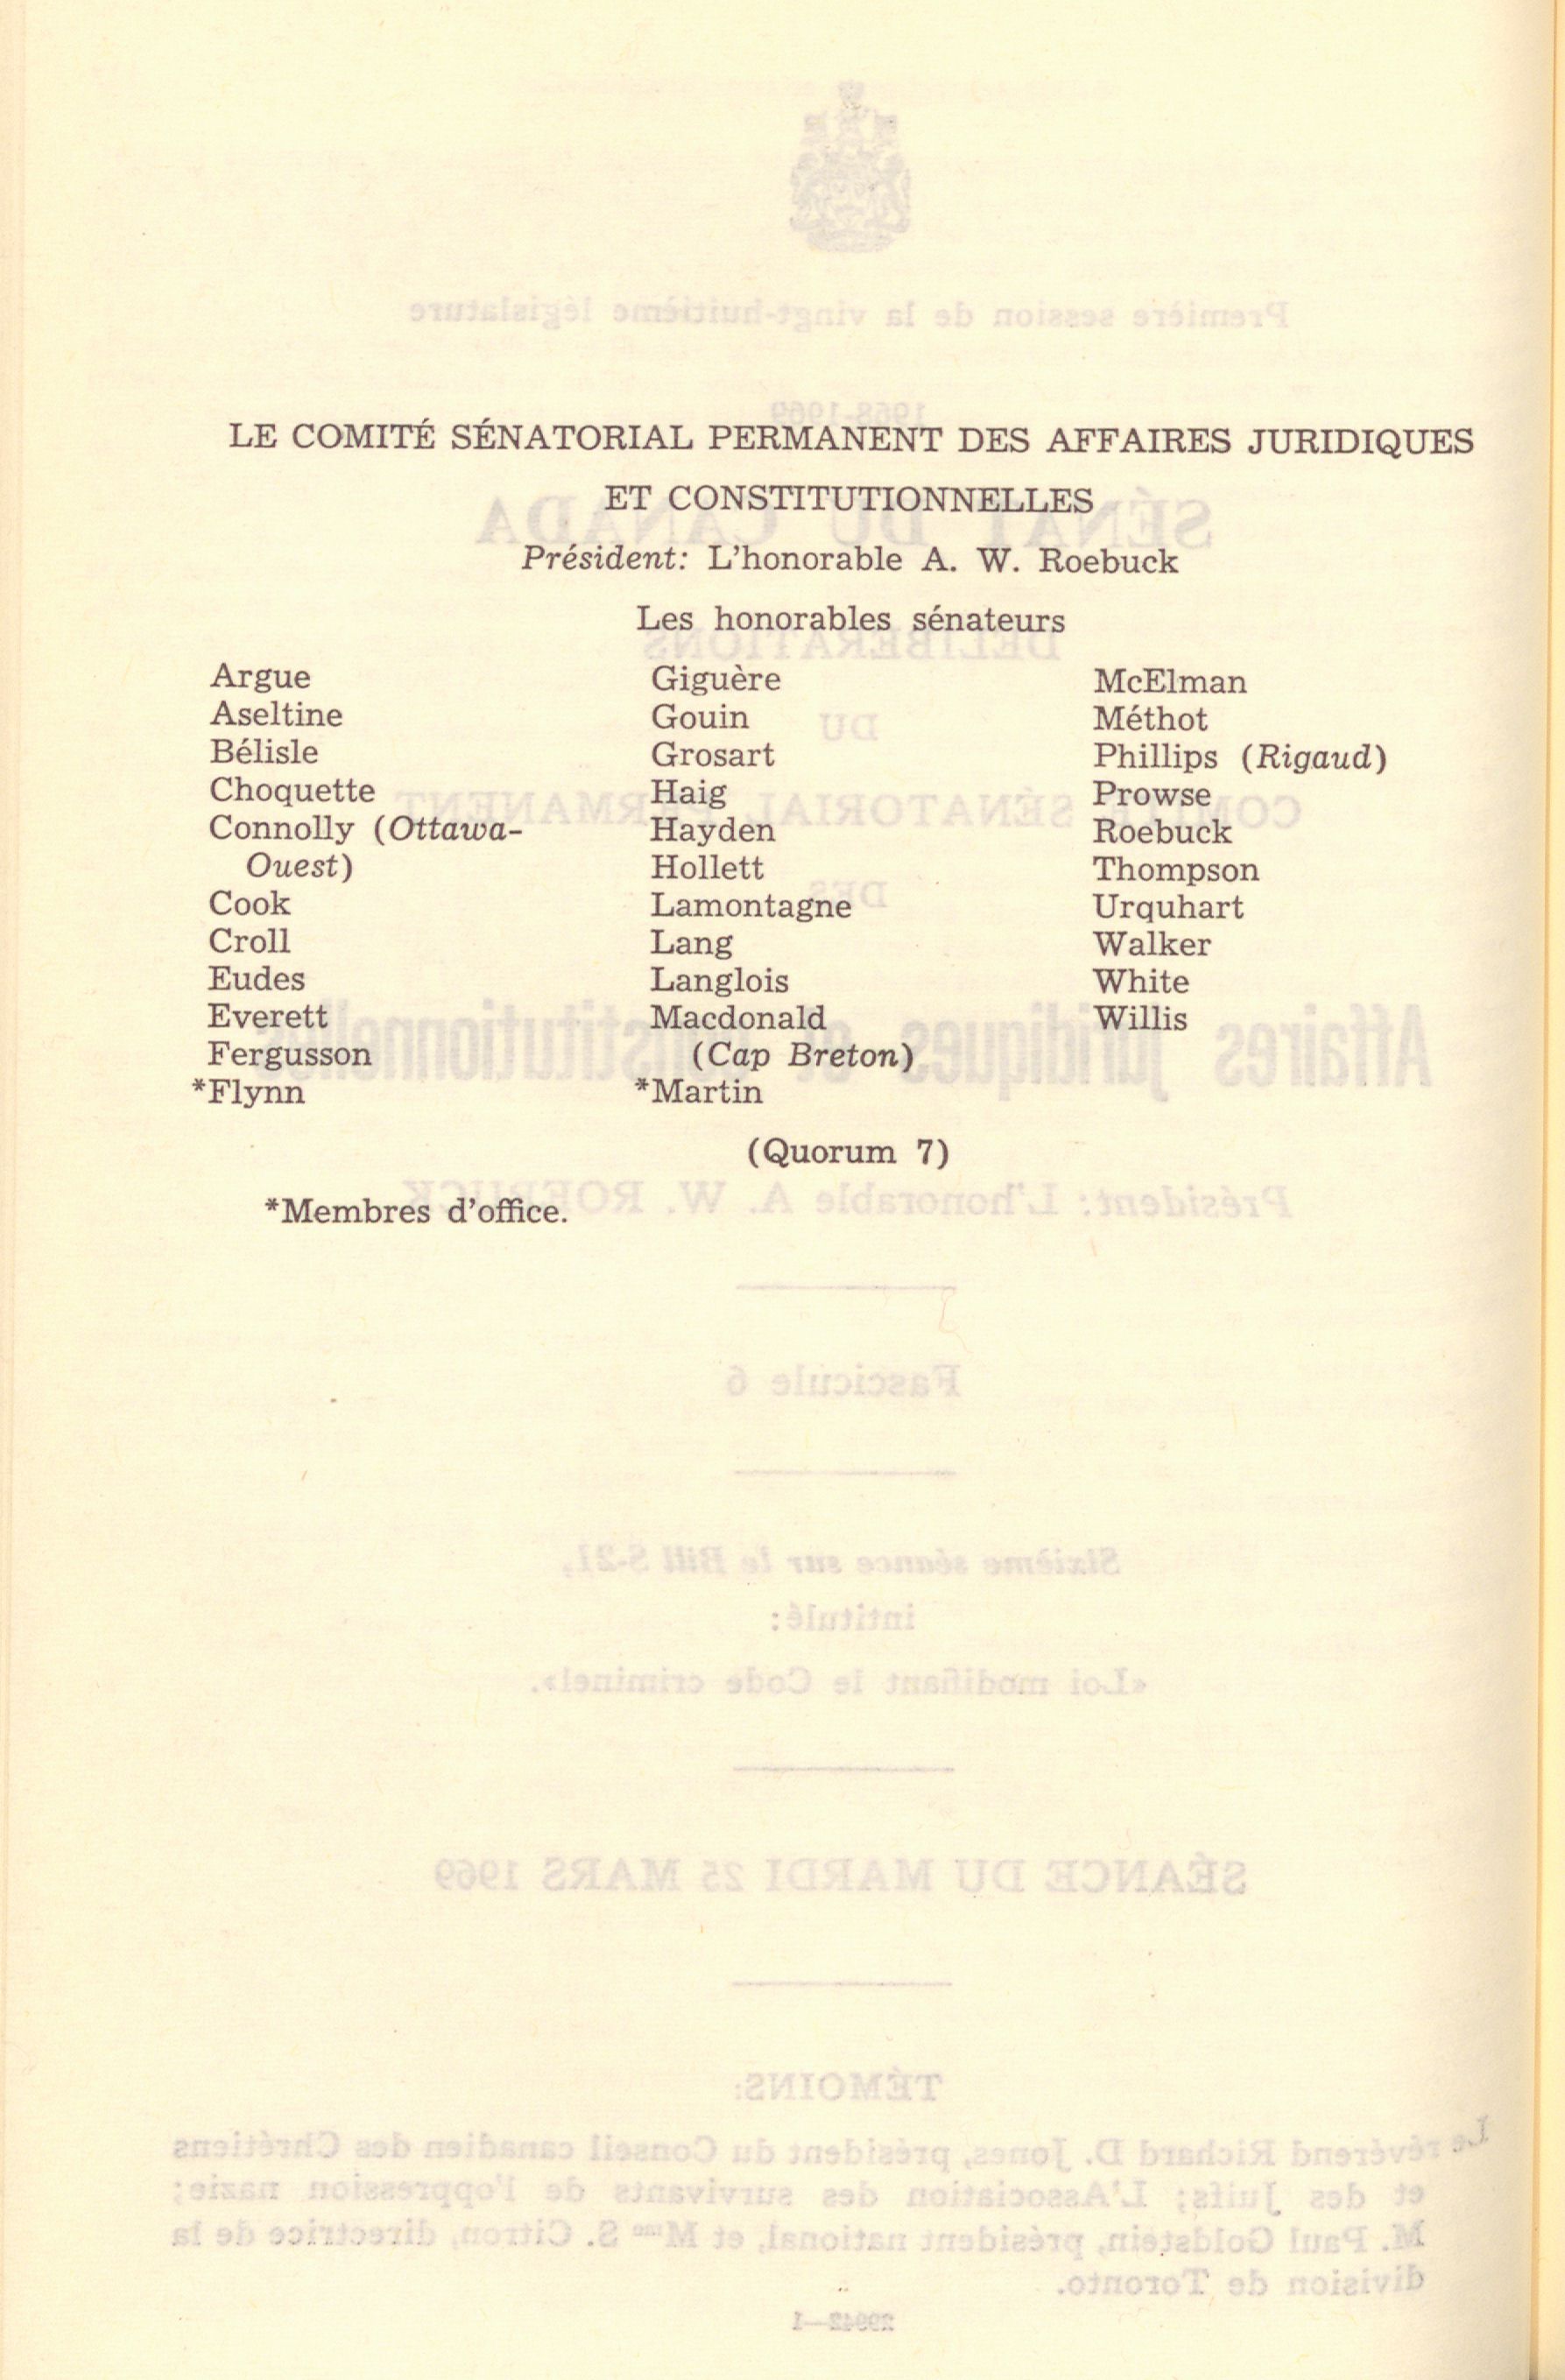 LE COMITÉ SÉNATORIAL PERMANENT DES AFFAIRES JURIDIQUES
ET CONSTITUTIONNELLES
Président: L'honorable A. W. Roebuck
Les honorables sénateurs
Argue
Aseltine
Bélisle
Choquette
Connolly (Ottawa-
Ouest)
Cook
Croll
Eudes
Everett
Fergusson
*Flynn
Giguère
Gouin
Grosart
Haig
Hayden
Hollett
Lamontagne
Lang
Langlois
Macdonald
(Cap Breton)
*Martin
McElman
Méthot
Phillips (Rigaud)
Prowse
Roebuck
Thompson
Urquhart
Walker
White
Willis
(Quorum 7)
*Membres d'office.